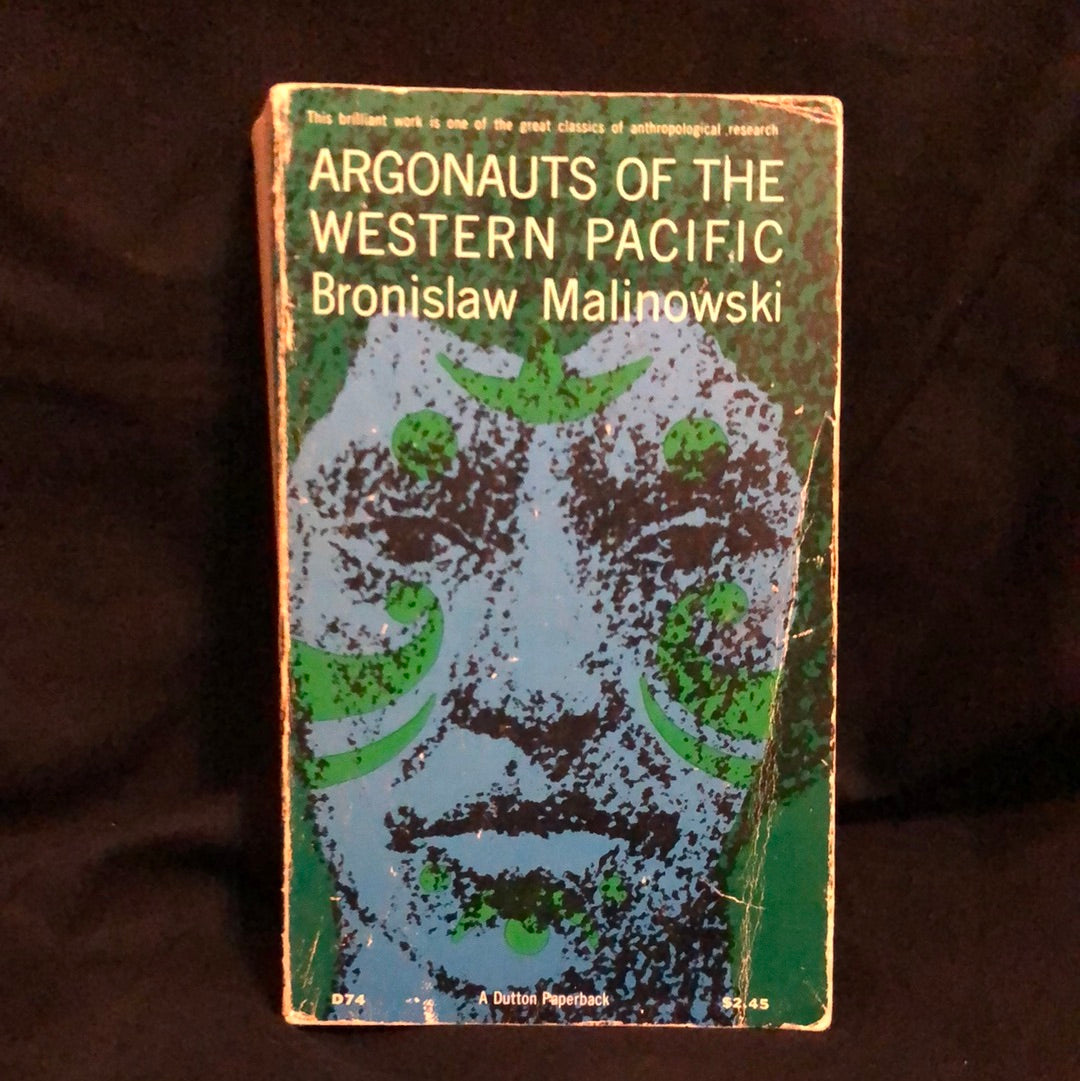 This brilliant work is one of the great classics of anthropological research
ARGONAUTS OF THE
WESTERN PACIFIC
Bronislaw Malinowski
D74
A Dutton Paperback
$2.45